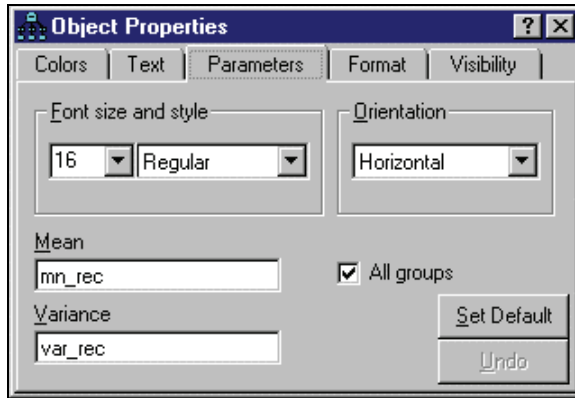 Object Properties
Colors Text Parameters Format Visibility
Font size and style Orientation
16 Regular Horizontal
Mean
mn_rec All groups
Variance Set Default
var_rec
Undo